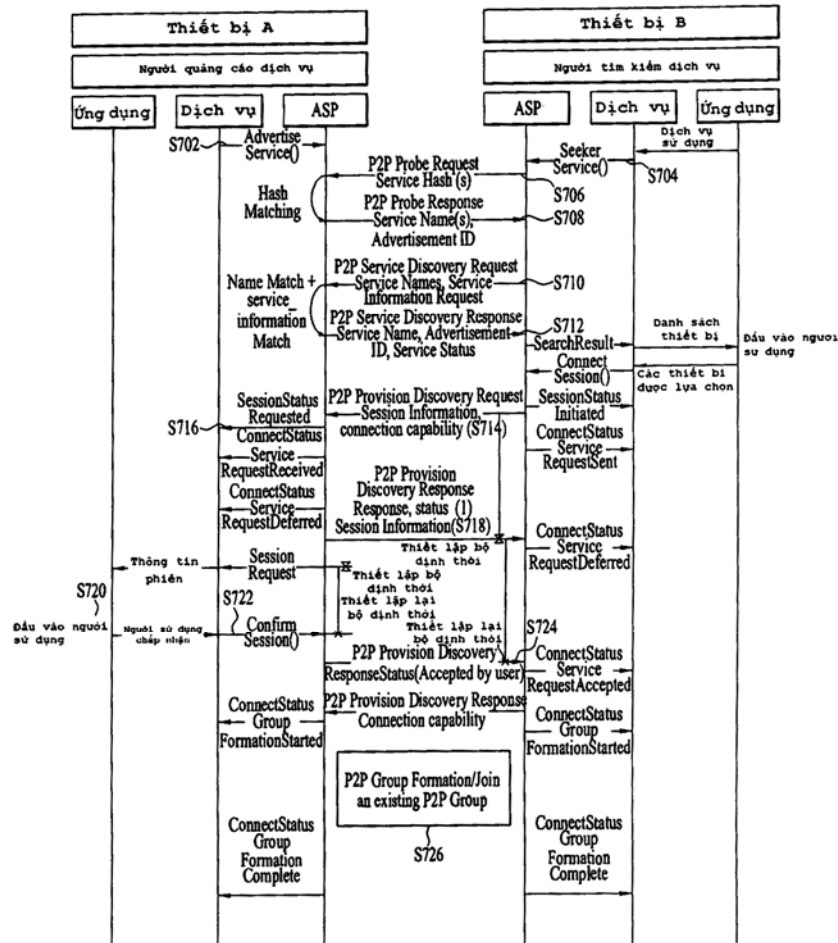 Thiết bị A
Thiết bị B
Người quảng cáo dịch vụ
Người tìm kiếm dịch vụ
Ứng dụng
Dịch vụ
ASP
ASP
Dịch vụ
Ứng dụng
S702
Advertise
Service()
Dịch vụ
sử dụng
Seeker
Service()
S704
P2P Probe Request
Service Hash(s)
S706
Hash
Matching
P2P Probe Response
Service Name(s),
Advertisement ID
S708
P2P Service Discovery Request
Service Names, Service
Information Request
S710
Name Match +
service_
information
Match
P2P Service Discovery Response
Service Name, Advertisement
ID, Service Status
S712
SearchResult
Danh sách
thiết bị
Đầu vào người
sử dụng
Connect
Session()
Các thiết bị
được lựa chọn
P2P Provision Discovery Request
Session Information,
connection capability (S714)
SessionStatus
Requested
SessionStatus
Initiated
S716
ConnectStatus
Service
RequestReceived
ConnectStatus
Service
RequestSent
ConnectStatus
Service
RequestDeferred
P2P Provision
Discovery Response
Response, status (1)
Session Information(S718)
Thiết lập bộ
định thời
ConnectStatus
Service
RequestDeferred
Thông tin
phiên
Session
Request
Thiết lập bộ
định thời
S720
Thiết lập lại
bộ định thời
Đầu vào người
sử dụng
Người sử dụng
chấp nhận
S722
Confirm
Session()
Thiết lập lại
bộ định thời
S724
P2P Provision Discovery
ResponseStatus(Accepted by user)
ConnectStatus
Service
RequestAccepted
P2P Provision Discovery Response
Connection capability
ConnectStatus
Group
FormationStarted
ConnectStatus
Group
FormationStarted
P2P Group Formation/Join
an existing P2P Group
S726
ConnectStatus
Group
Formation
Complete
ConnectStatus
Group
Formation
Complete